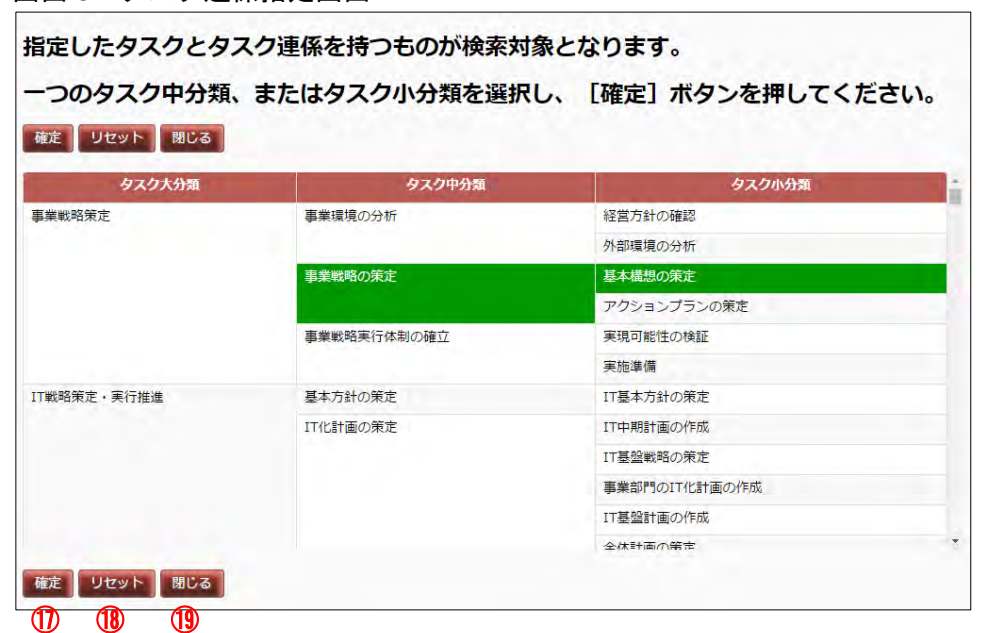 指定したタスクとタスク連係を持つものが検索対象となります。
一つのタスク中分類、またはタスク小分類を選択し、［確定］ボタンを押してください。
確定 リセット 閉じる
タスク大分類 タスク中分類 タスク小分類
事業戦略策定 事業環境の分析 経営方針の確認
外部環境の分析
事業戦略の策定 基本構想の策定
アクションプランの策定
事業戦略実行体制の確立 実現可能性の検証
実施準備
IT戦略策定・実行推進 基本方針の策定 IT基本方針の策定
IT化計画の策定 IT中期計画の作成
IT基盤戦略の策定
事業部門のIT化計画の作成
IT基盤計画の作成
全体計画の策定
確定 リセット 閉じる
⑰ ⑱ ⑲